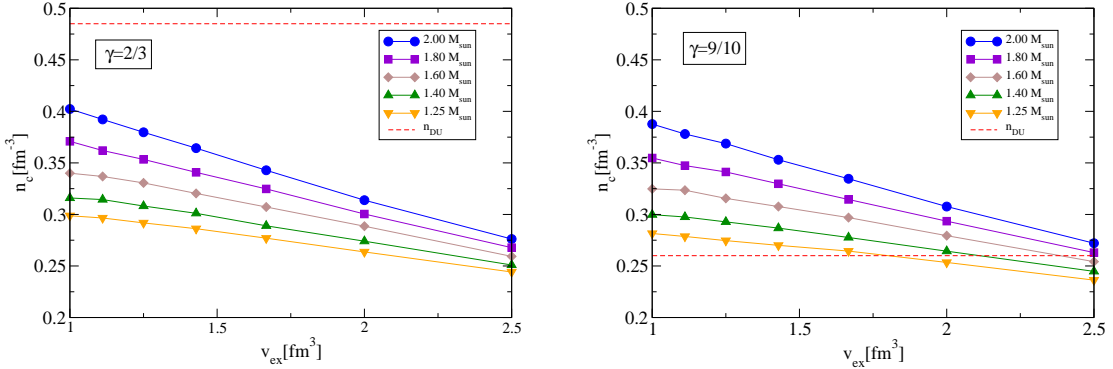 0.5
0.45
0.4
0.35
0.3
0.25
0.2
n_c[fm^-3]
γ=2/3
2.00 M_sun
1.80 M_sun
1.60 M_sun
1.40 M_sun
1.25 M_sun
n_DU
1 1.5 2 2.5
v_ex[fm^3]
0.5
0.45
0.4
0.35
0.3
0.25
0.2
n_c[fm^-3]
γ=9/10
2.00 M_sun
1.80 M_sun
1.60 M_sun
1.40 M_sun
1.25 M_sun
n_DU
1 1.5 2 2.5
v_ex[fm^3]